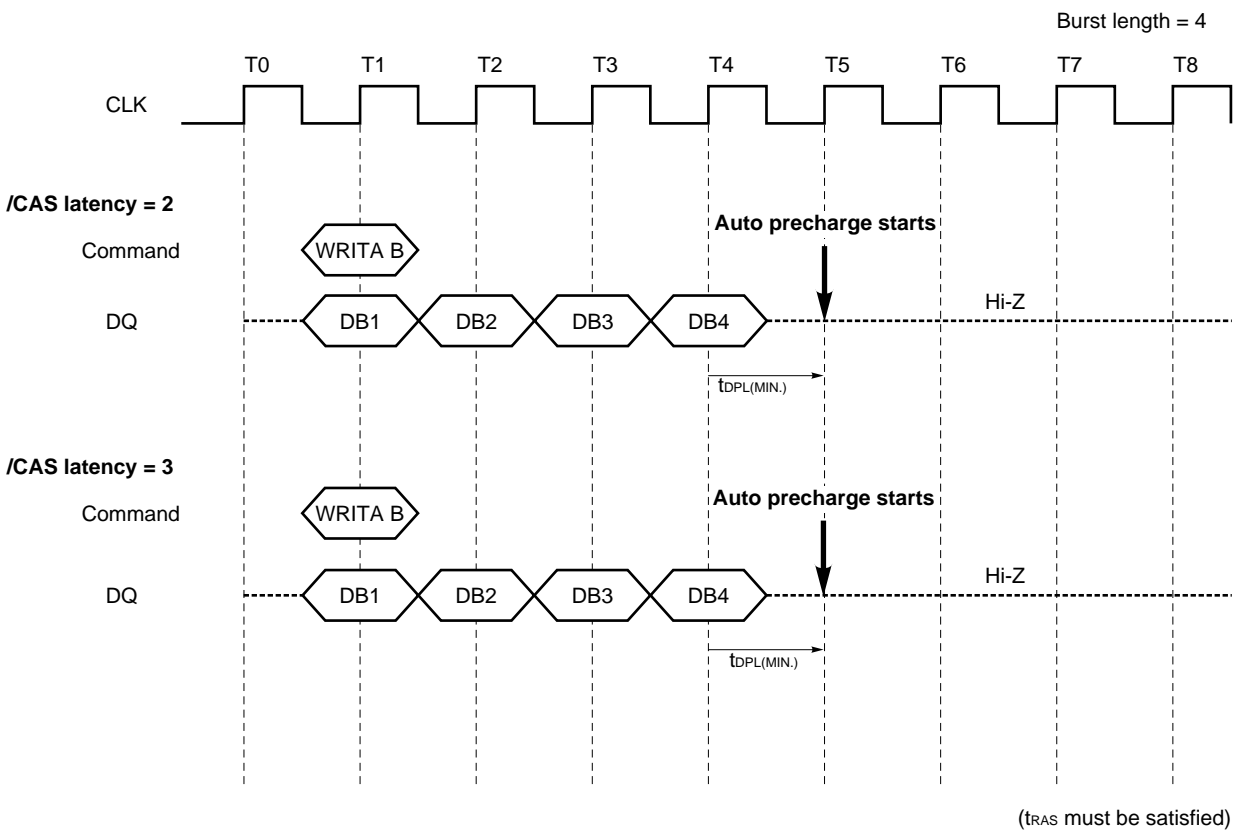 Burst length = 4
T0 T1 T2 T3 T4 T5 T6 T7 T8
CLK
/CAS latency = 2
Auto precharge starts
Command WRITA B
Hi-Z
DQ DB1 DB2 DB3 DB4
tDPL(MIN.)
/CAS latency = 3
Auto precharge starts
Command WRITA B
Hi-Z
DQ DB1 DB2 DB3 DB4
tDPL(MIN.)
(tRAS must be satisfied)